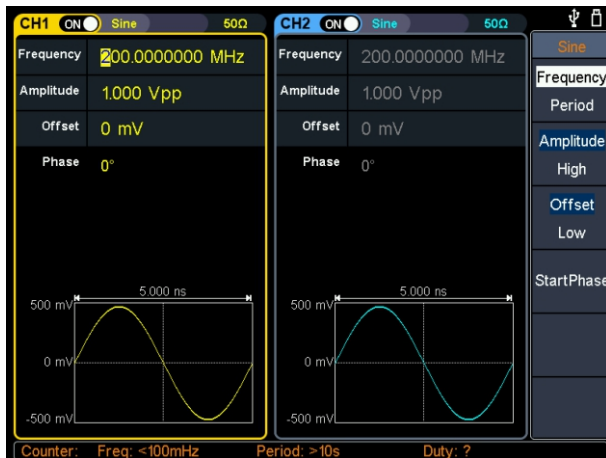 CH1 ON Sine 50Ω CH2 ON Sine 50Ω
Sine
Frequency 200.0000000 MHz Frequency 200.0000000 MHz
Frequency
Period
Amplitude 1.000 Vpp Amplitude 1.000 Vpp
Amplitude
High
Offset 0 mV Offset 0 mV
Phase 0° Phase 0°
Offset
Low
StartPhase
5.000 ns 5.000 ns
500 mV 500 mV
0 mV 0 mV
-500 mV -500 mV
Counter: Freq: <100mHz Period: >10s Duty: ?